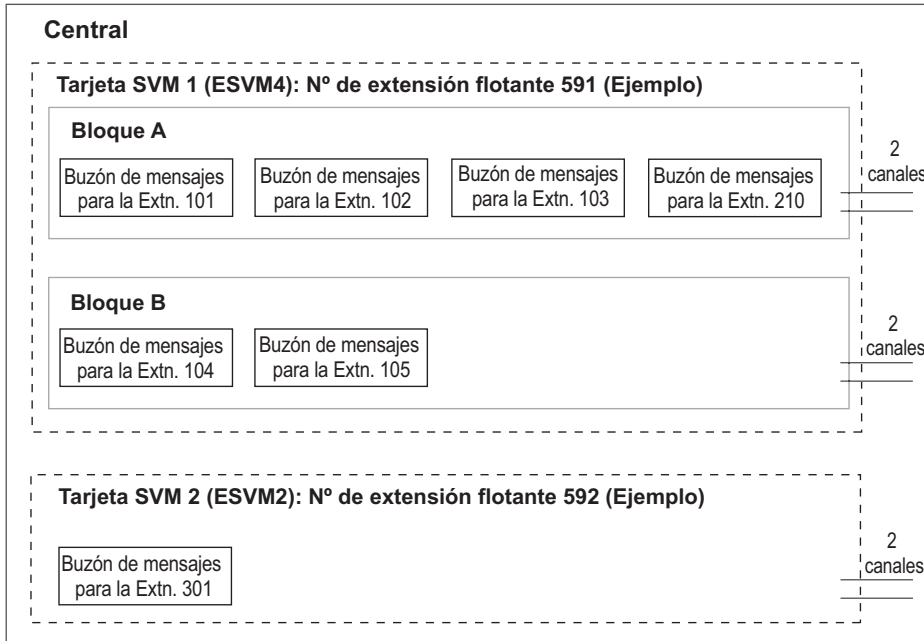 Central
Tarjeta SVM 1 (ESVM4): Nº de extensión flotante 591 (Ejemplo)
Bloque A
Buzón de mensajes
para la Extn. 101
Buzón de mensajes
para la Extn. 102
Buzón de mensajes
para la Extn. 103
Buzón de mensajes
para la Extn. 210
2
canales
Bloque B
Buzón de mensajes
para la Extn. 104
Buzón de mensajes
para la Extn. 105
2
canales
Tarjeta SVM 2 (ESVM2): Nº de extensión flotante 592 (Ejemplo)
Buzón de mensajes
para la Extn. 301
2
canales